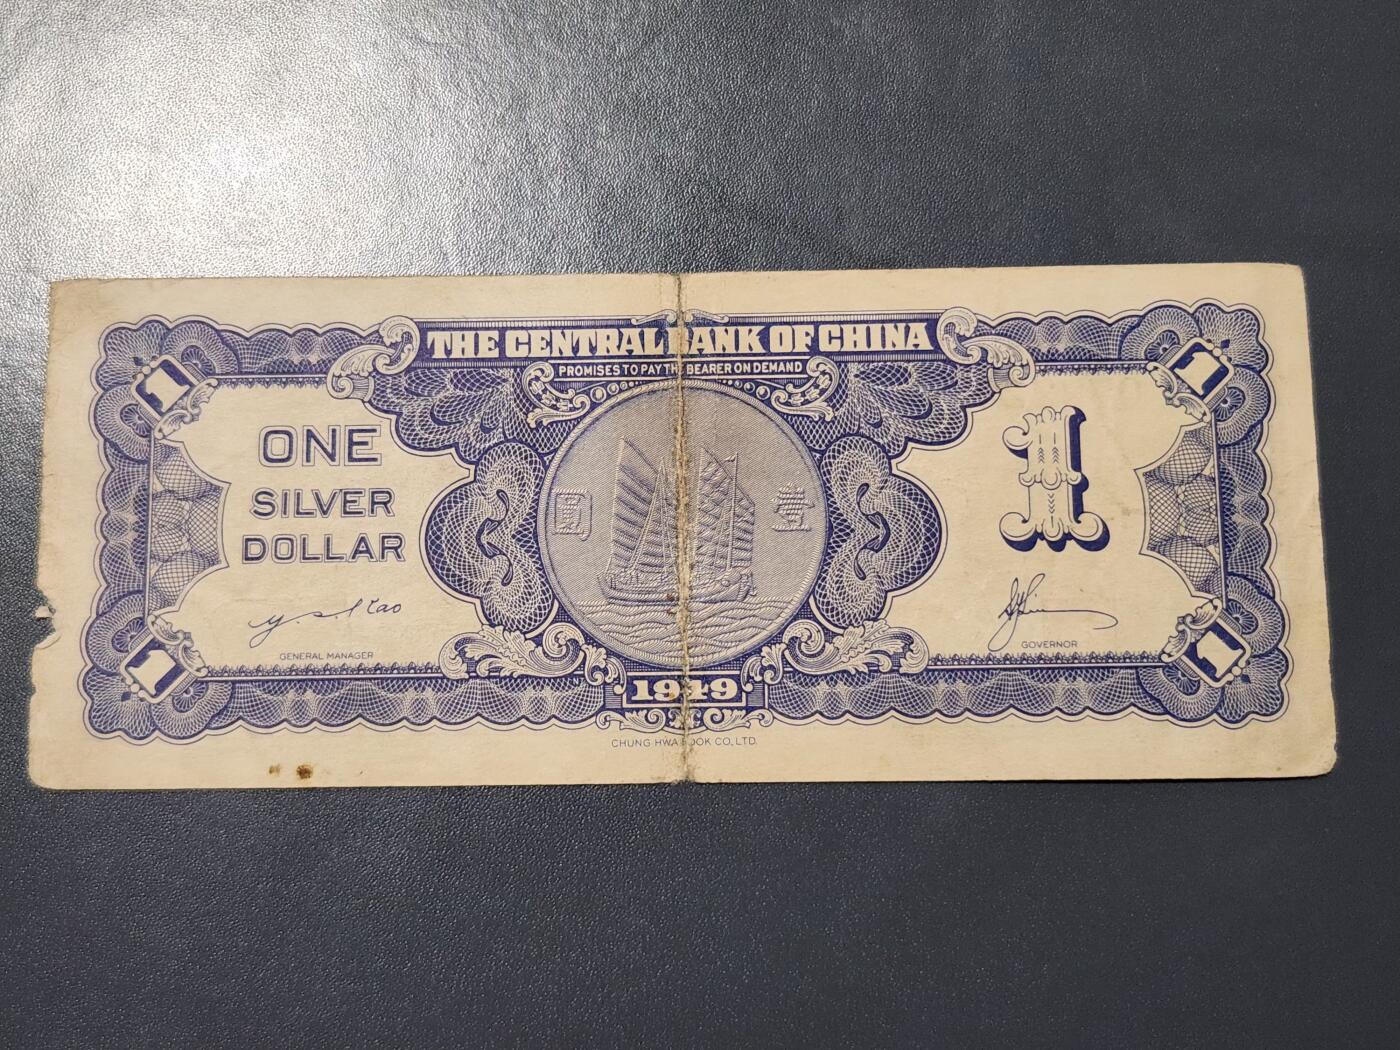 THE CENTRAL BANK OF CHINA
PROMISES TO PAY THE BEARER ON DEMAND
1
1
ONE
SILVER
DOLLAR
圓
壹
1
y. s. l tao
GENERAL MANAGER
GOVERNOR
1
1
1949
CHUNG HWA BOOK CO., LTD.